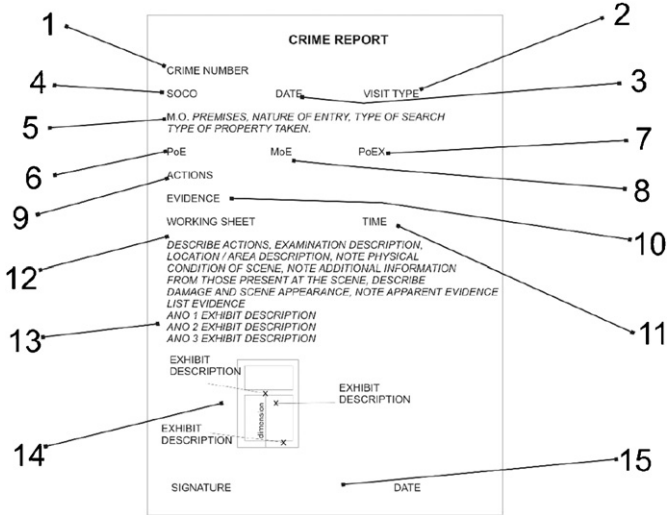 1
2
CRIME REPORT
CRIME NUMBER
4
SOCO DATE VISIT TYPE
3
5
M.O. PREMISES, NATURE OF ENTRY, TYPE OF SEARCH
TYPE OF PROPERTY TAKEN.
7
PoE MoE PoEX
6
8
ACTIONS
9
EVIDENCE
10
WORKING SHEET TIME
DESCRIBE ACTIONS, EXAMINATION DESCRIPTION,
LOCATION / AREA DESCRIPTION, NOTE PHYSICAL
12
CONDITION OF SCENE, NOTE ADDITIONAL INFORMATION
FROM THOSE PRESENT AT THE SCENE, DESCRIBE
DAMAGE AND SCENE APPEARANCE, NOTE APPARENT EVIDENCE
LIST EVIDENCE
ANO 1 EXHIBIT DESCRIPTION
11
ANO 2 EXHIBIT DESCRIPTION
13
ANO 3 EXHIBIT DESCRIPTION
EXHIBIT
DESCRIPTION
EXHIBIT
DESCRIPTION
x
x
dimension
EXHIBIT
DESCRIPTION
x
14
15
SIGNATURE DATE